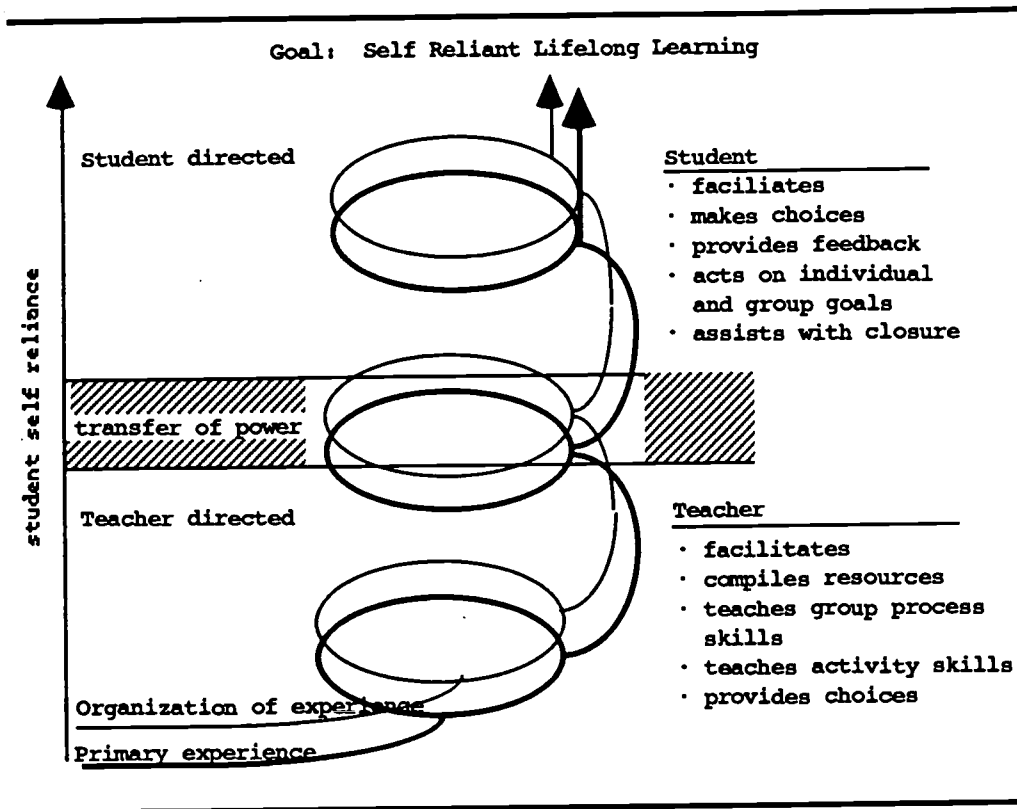 Goal: Self Reliant Lifelong Learning
Student directed
Student
· faciliates
· makes choices
· provides feedback
· acts on individual
and group goals
· assists with closure
student self reliance
transfer of power
Teacher directed
Teacher
· facilitates
· compiles resources
· teaches group process
skills
· teaches activity skills
· provides choices
Organization of experience
Primary experience